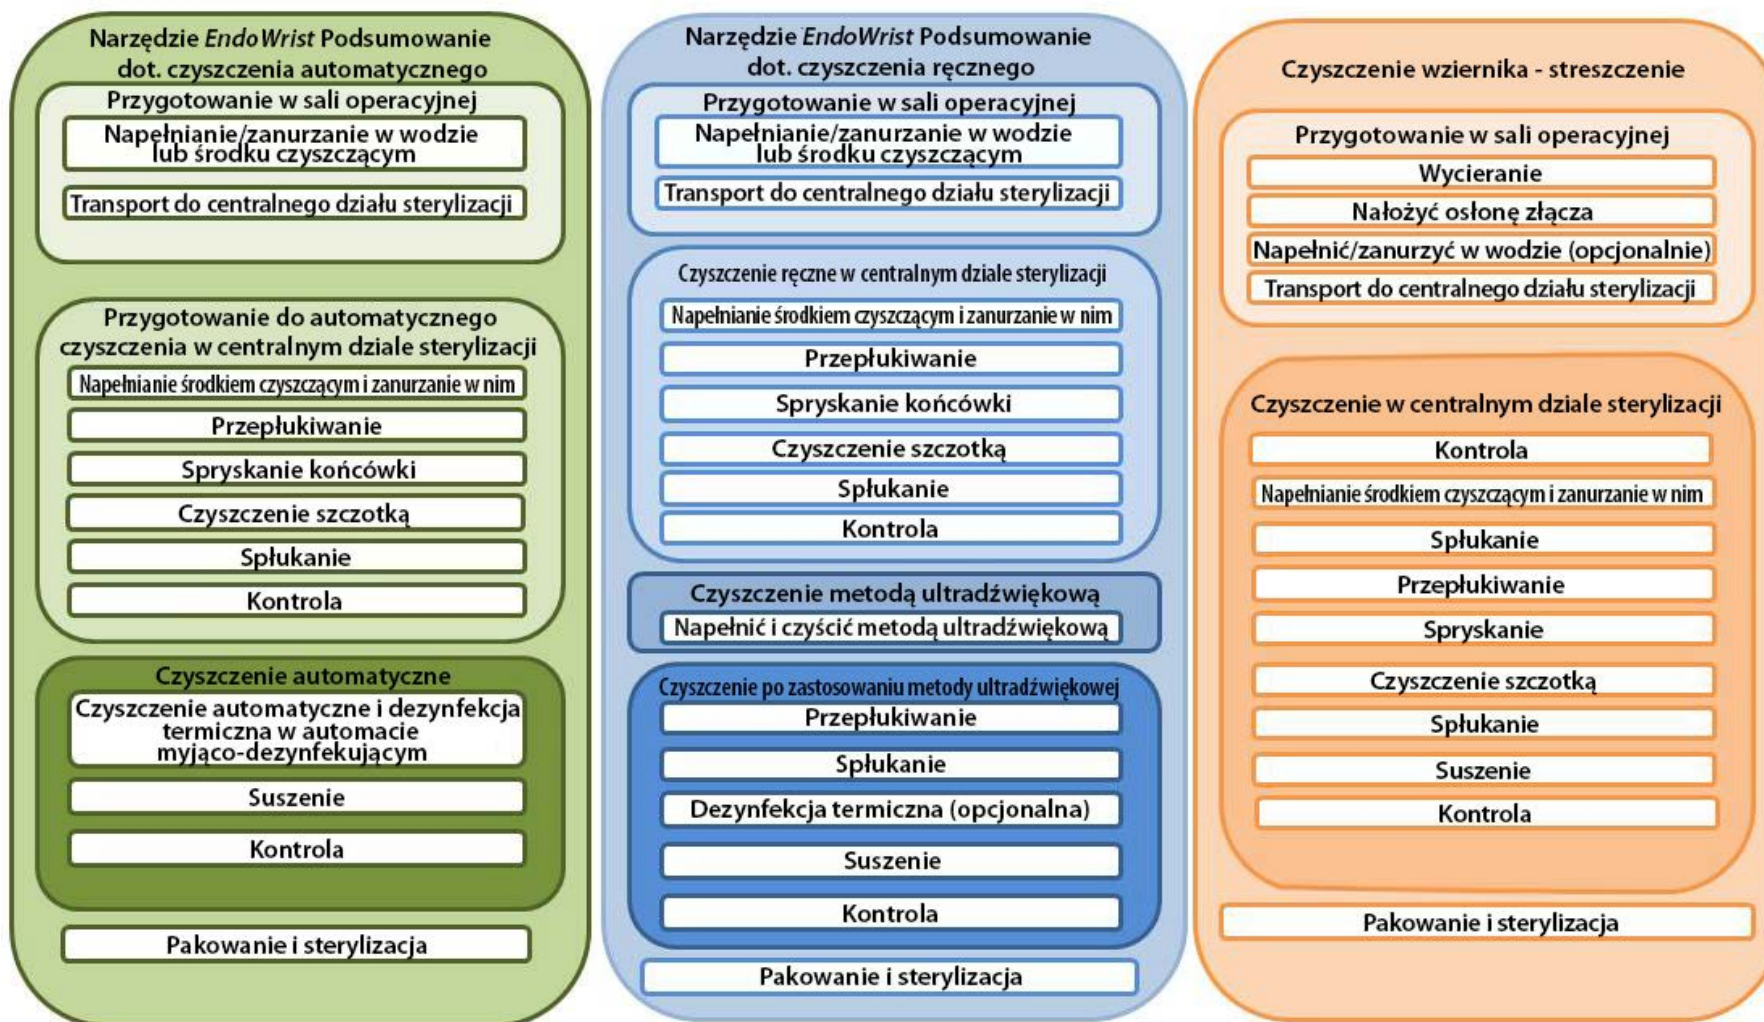 Narzędzie EndoWrist Podsumowanie
dot. czyszczenia automatycznego
Przygotowanie w sali operacyjnej
Napełnianie/zanurzanie w wodzie
lub środku czyszczącym
Transport do centralnego działu sterylizacji
Przygotowanie do automatycznego
czyszczenia w centralnym dziale sterylizacji
Napełnianie środkiem czyszczącym i zanurzanie w nim
Przepłukiwanie
Spryskanie końcówki
Czyszczenie szczotką
Spłukanie
Kontrola
Czyszczenie automatyczne
Czyszczenie automatyczne i dezynfekcja
termiczna w automacie
myjąco-dezynfekującym
Suszenie
Kontrola
Pakowanie i sterylizacja
Narzędzie EndoWrist Podsumowanie
dot. czyszczenia ręcznego
Przygotowanie w sali operacyjnej
Napełnianie/zanurzanie w wodzie
lub środku czyszczącym
Transport do centralnego działu sterylizacji
Czyszczenie ręczne w centralnym dziale sterylizacji
Napełnianie środkiem czyszczącym i zanurzanie w nim
Przepłukiwanie
Spryskanie końcówki
Czyszczenie szczotką
Spłukanie
Kontrola
Czyszczenie metodą ultradźwiękową
Napełnić i czyścić metodą ultradźwiękową
Czyszczenie po zastosowaniu metody ultradźwiękowej
Przepłukiwanie
Spłukanie
Dezynfekcja termiczna (opcjonalna)
Suszenie
Kontrola
Pakowanie i sterylizacja
Czyszczenie wziernika - streszczenie
Przygotowanie w sali operacyjnej
Wycieranie
Nałożyć osłonę złącza
Napełnić/zanurzyć w wodzie (opcjonalnie)
Transport do centralnego działu sterylizacji
Czyszczenie w centralnym dziale sterylizacji
Kontrola
Napełnianie środkiem czyszczącym i zanurzanie w nim
Spłukanie
Przepłukiwanie
Spryskanie
Czyszczenie szczotką
Spłukanie
Suszenie
Kontrola
Pakowanie i sterylizacja